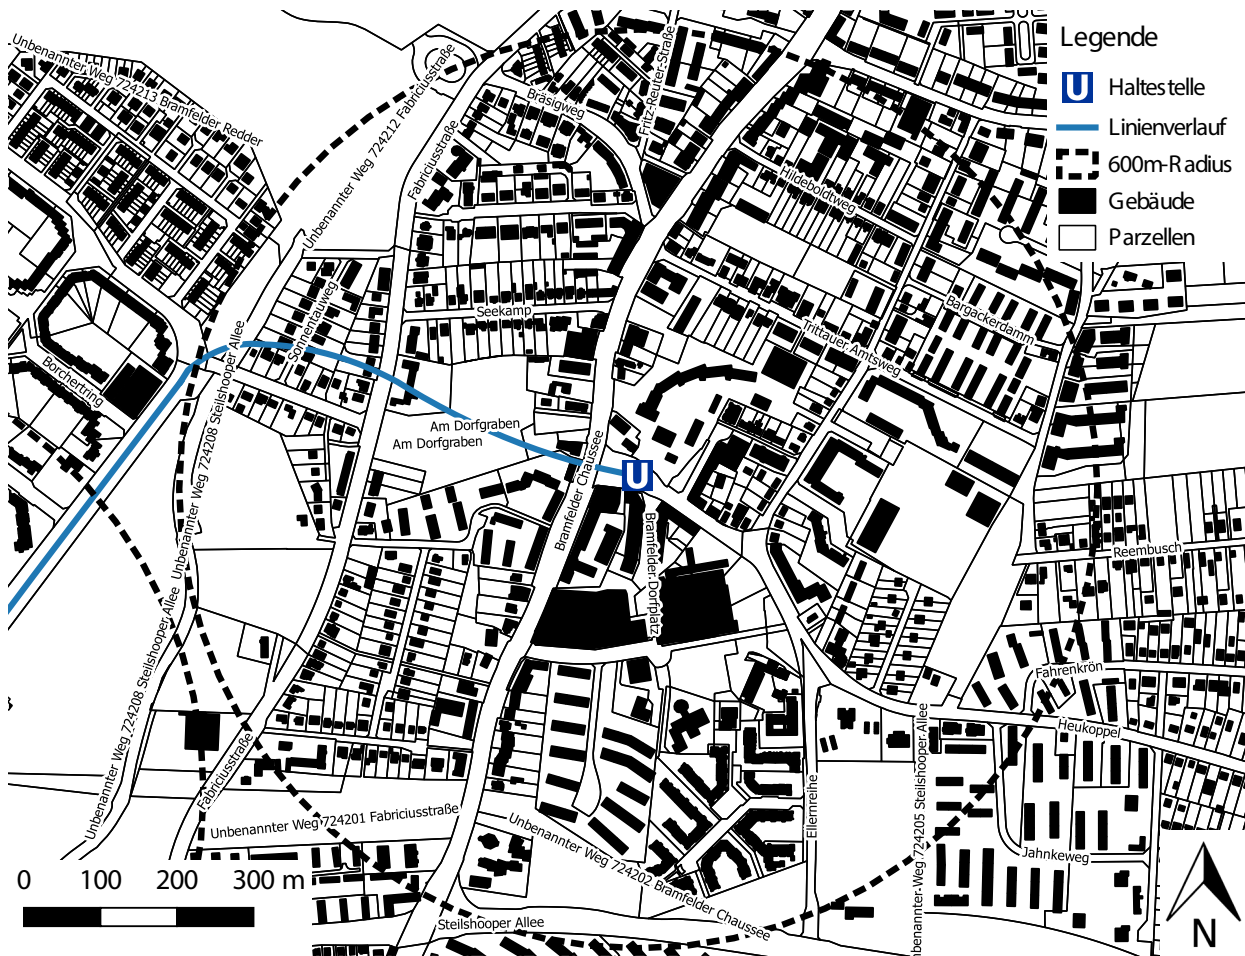 Legende
U Haltestelle
Linienverlauf
600m-Radius
Gebäude
Parzellen
Unbenannter Weg 724213 Bramfelder Redder
Unbenannter Weg 724212 Fabriciusstraße
Fabriciusstraße
Bräsigweg
Fritz-Reuter-Straße
Hildeboldtweg
Bargackerdamm
Trittauer Amtsweg
Seekamp
Sonnentauweg
Borchertring
Unbenannter Weg 724208 Steilshooper Allee
Am Dorfgraben
Am Dorfgraben
U
Bramfelder Chaussee
Bramfelder Dorfplatz
Reembusch
Fahrenkrön
Heukoppel
Unbenannter Weg 724208 Steilshooper Allee
Fabriciusstraße
Unbenannter Weg 724201 Fabriciusstraße
Unbenannter Weg 724202 Bramfelder Chaussee
Ellernreihe
nbenannter Weg 724205 Steilshooper Allee
Jahnkeweg
Steilshooper Allee
0 100 200 300 m
N